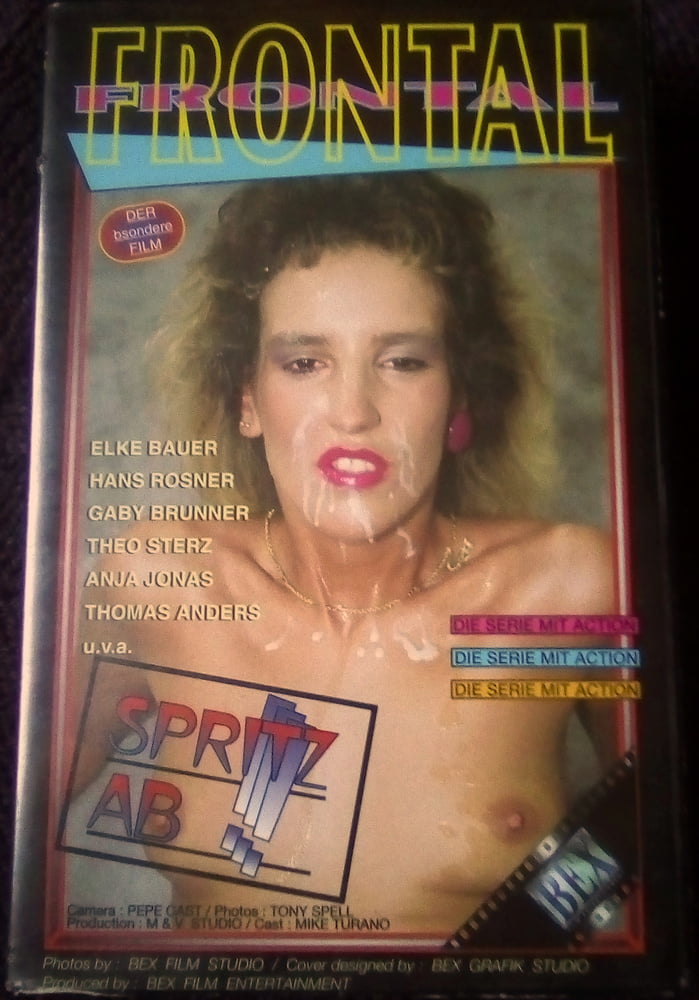 FRONTAL
FRONTAL
DER
bsondere
FILM
ELKE BAUER
HANS ROSNER
GABY BRUNNER
THEO STERZ
ANJA JONAS
THOMAS ANDERS
u.v.a.
DIE SERIE MIT ACTION
DIE SERIE MIT ACTION
DIE SERIE MIT ACTION
SPRITZ
AB
BEX
Camera : PEPE CAST / Photos : TONY SPELL
Production : M & V STUDIO / Cast : MIKE TURANO
Photos by : BEX FILM STUDIO / Cover designed by : BEX GRAFIK STUDIO
Produced by : BEX FILM ENTERTAINMENT